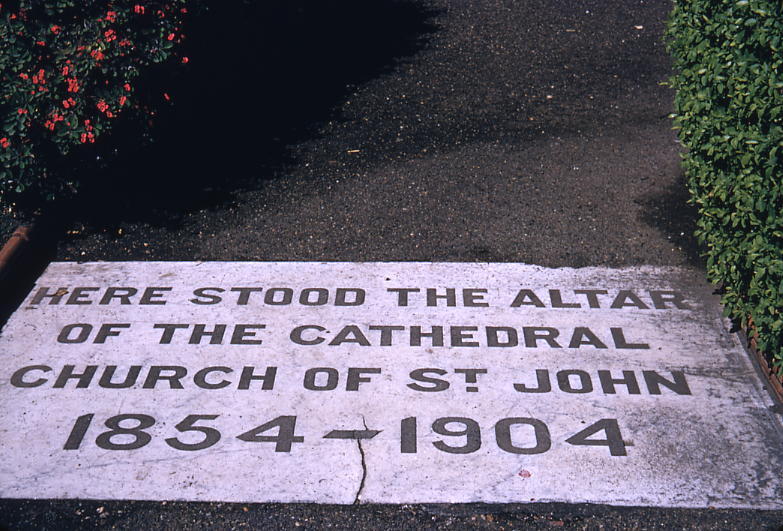 HERE STOOD THE ALTAR
OF THE CATHEDRAL
CHURCH OF ST. JOHN
1854-1904